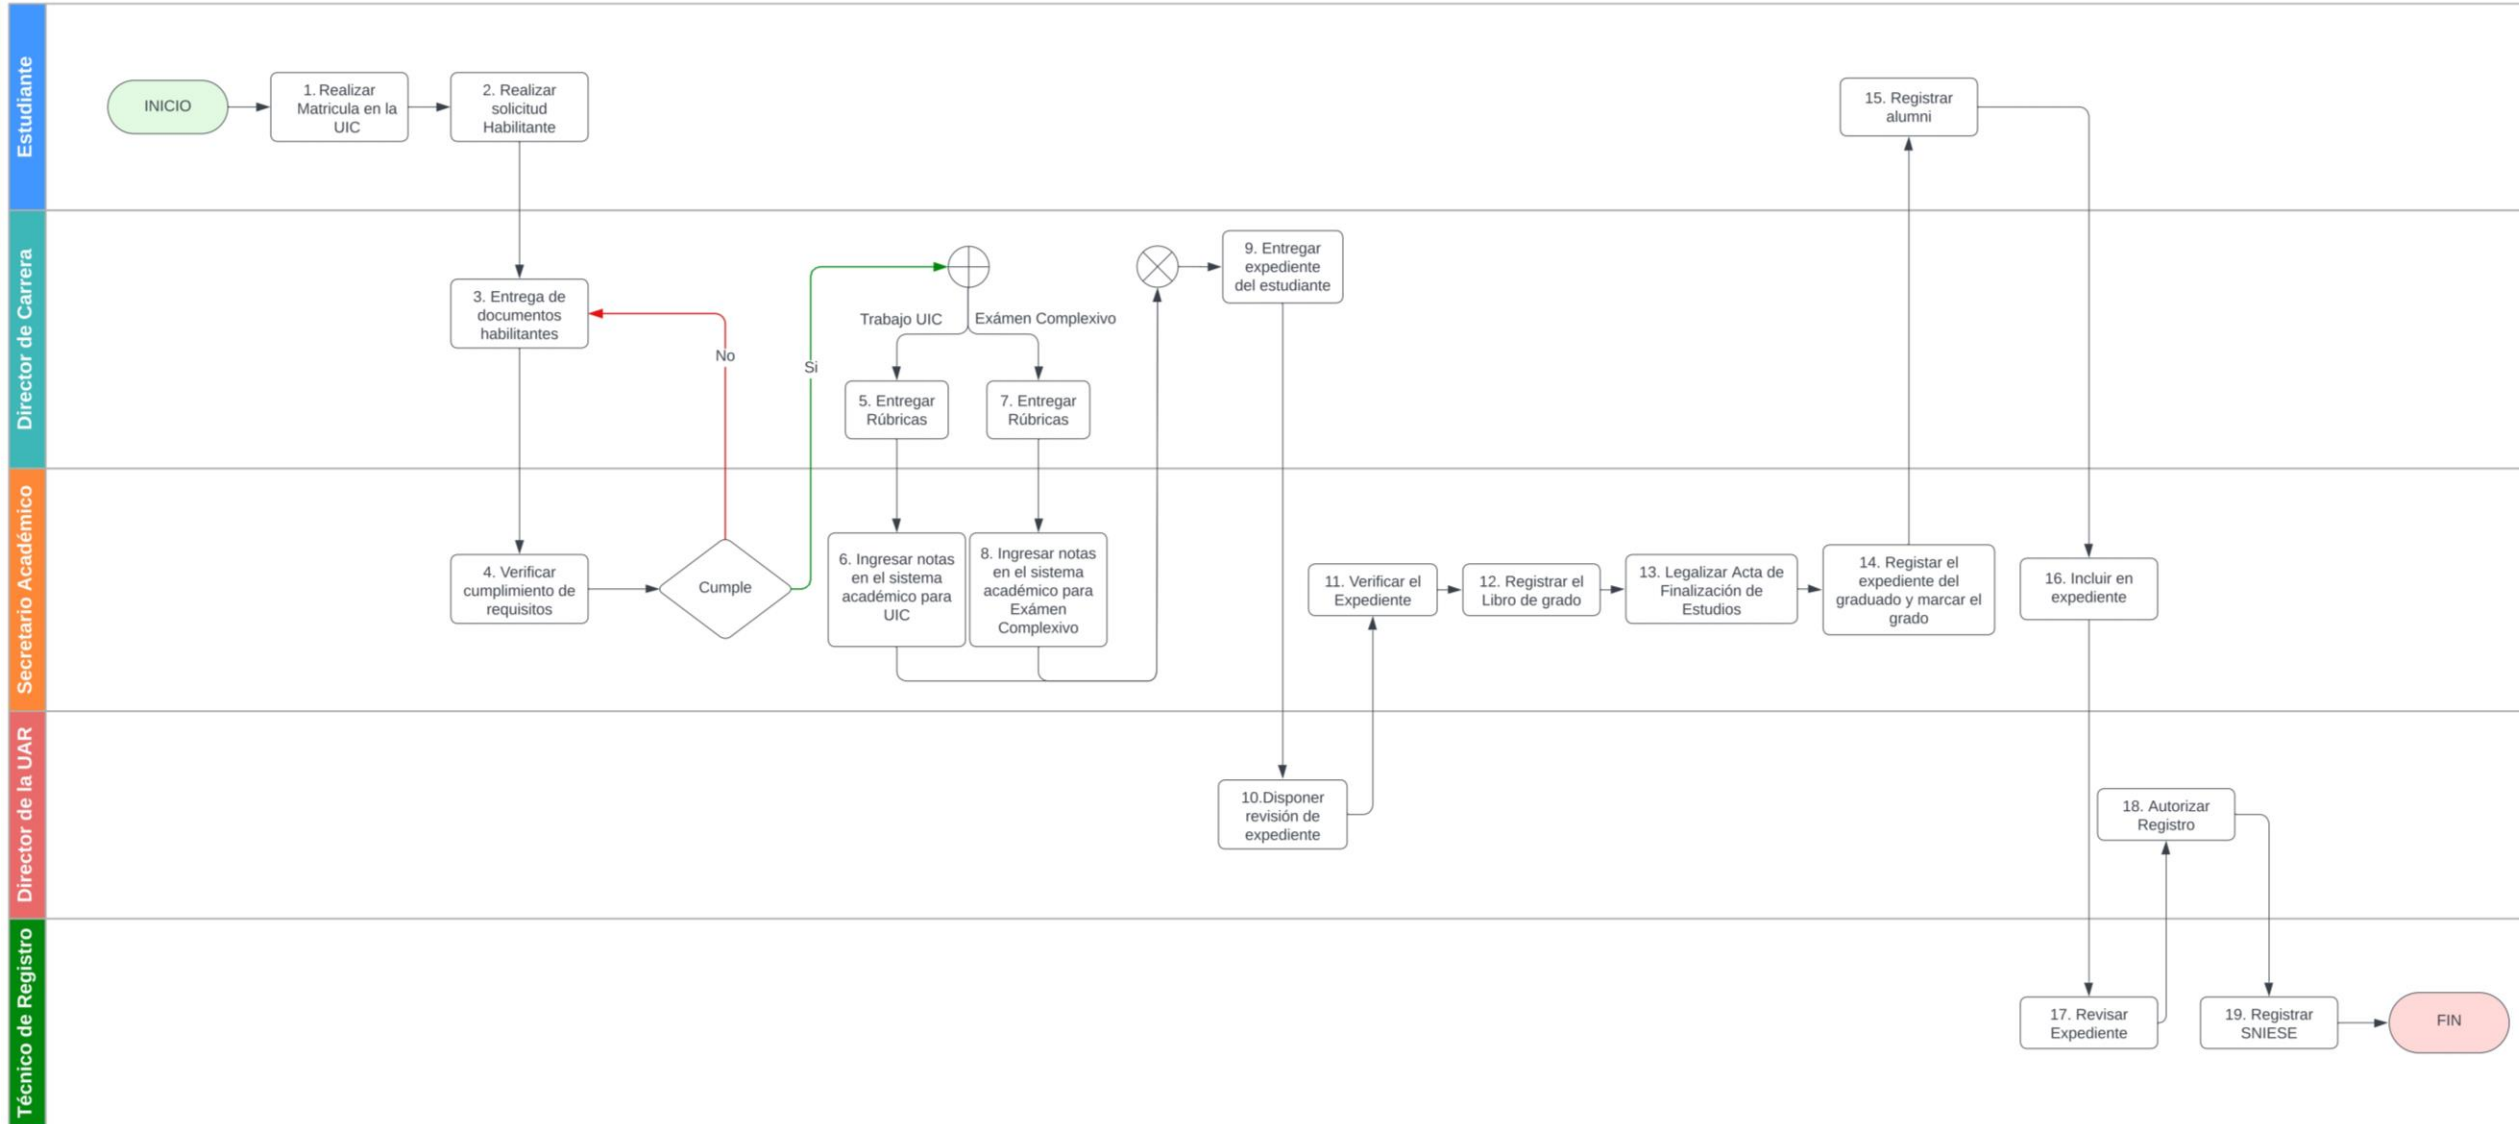 Estudiante
INICIO
1. Realizar
Matricula en la
UIC
2. Realizar
solicitud
Habilitante
15. Registrar
alumni
Director de Carrera
3. Entrega de
documentos
habilitantes
No
Si
Trabajo UIC
Exámen Complexivo
5. Entregar
Rúbricas
7. Entregar
Rúbricas
9. Entregar
expediente
del estudiante
Secretario Académico
4. Verificar
cumplimiento de
requisitos
Cumple
6. Ingresar notas
en el sistema
académico para
UIC
8. Ingresar notas
en el sistema
académico para
Exámen
Complexivo
11. Verificar el
Expediente
12. Registrar el
Libro de grado
13. Legalizar Acta de
Finalización de
Estudios
14. Registar el
expediente del
graduado y marcar el
grado
16. Incluir en
expediente
Director de la UAR
10.Disponer
revisión de
expediente
18. Autorizar
Registro
Técnico de Registro
17. Revisar
Expediente
19. Registrar
SNIESE
FIN